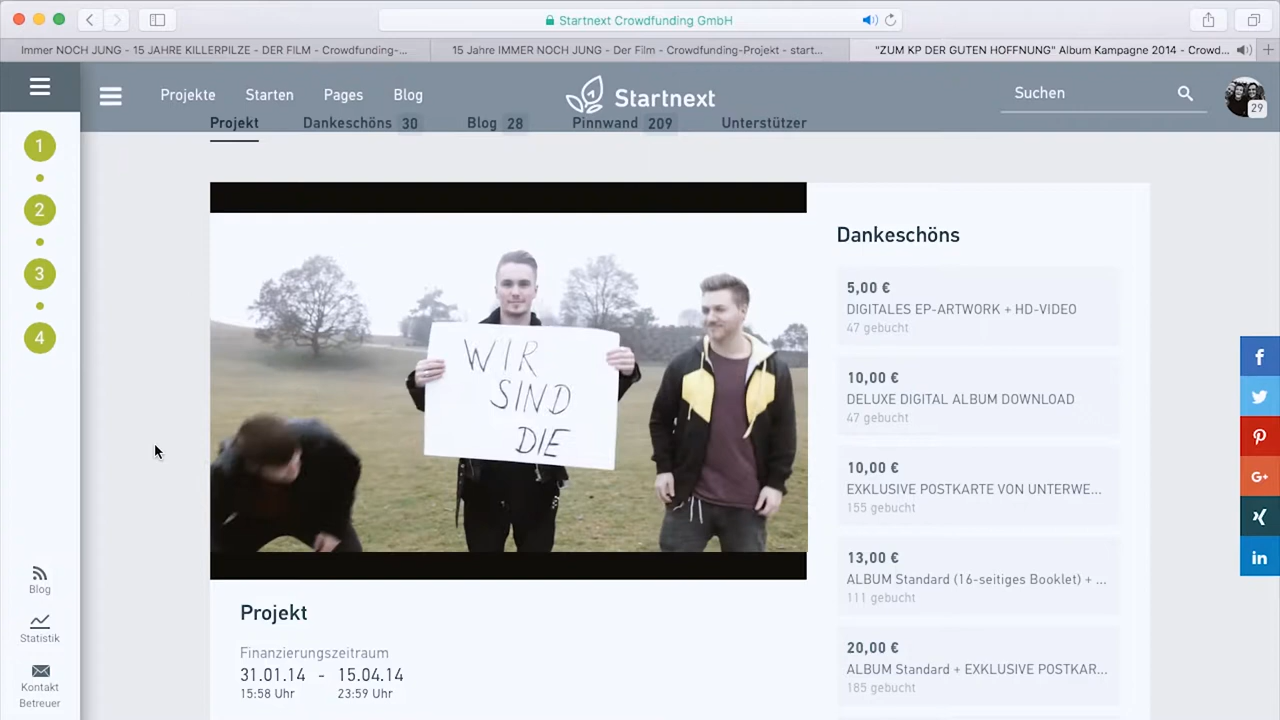 Startnext Crowdfunding GmbH
Immer NOCH JUNG - 15 JAHRE KILLERPILZE - DER FILM - Crowdfunding-...
15 Jahre IMMER NOCH JUNG - Der Film - Crowdfunding-Projekt - start...
"ZUM KP DER GUTEN HOFFNUNG" Album Kampagne 2014 - Crowd...
Projekte
Starten
Pages
Blog
Startnext
Suchen
29
Projekt
Dankeschöns 30
Blog 28
Pinnwand 209
Unterstützer
1
2
3
4
Blog
Statistik
Kontakt
Betreuer
WIR
SIND
DIE
Projekt
Finanzierungszeitraum
31.01.14 - 15.04.14
15:58 Uhr 23:59 Uhr
Dankeschöns
5,00 €
DIGITALES EP-ARTWORK + HD-VIDEO
47 gebucht
10,00 €
DELUXE DIGITAL ALBUM DOWNLOAD
47 gebucht
10,00 €
EXKLUSIVE POSTKARTE VON UNTERWE...
155 gebucht
13,00 €
ALBUM Standard (16-seitiges Booklet) + ...
111 gebucht
20,00 €
ALBUM Standard + EXKLUSIVE POSTKAR...
185 gebucht
f
G+
in